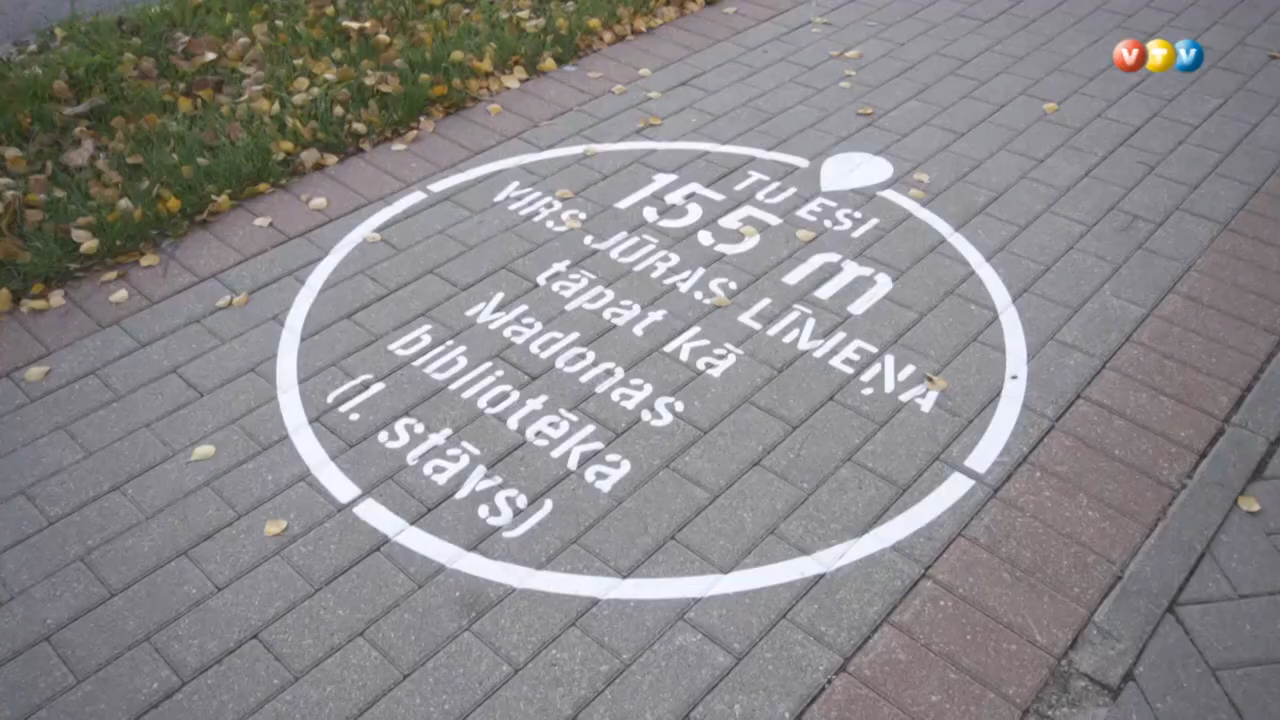 VTV
TU ESI
155 m
VIRS JŪRAS LĪMEŅA
tāpat kā
Madonas
bibliotēka
(1. stāvs)